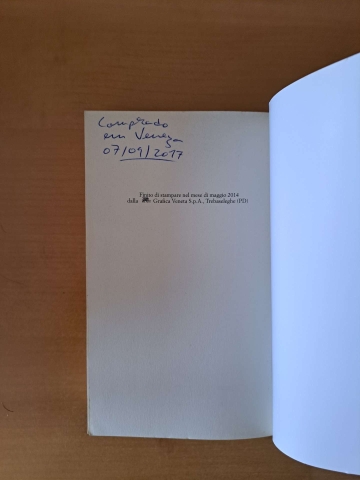 Comprado
em Veneza
07/09/2017
Finito di stampare nel mese di maggio 2014
dalla Grafica Veneta S.p.A., Trebaseleghe (PD)